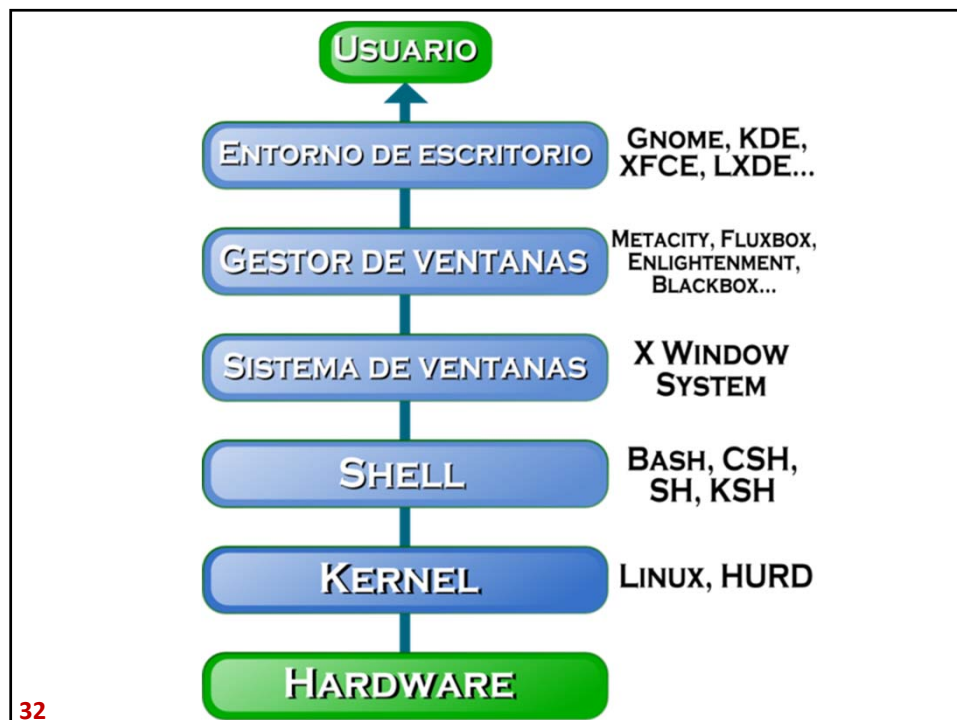 USUARIO
ENTORNO DE ESCRITORIO
GNOME, KDE,
XFCE, LXDE...
GESTOR DE VENTANAS
METACITY, FLUXBOX,
ENLIGHTENMENT,
BLACKBOX...
SISTEMA DE VENTANAS
X WINDOW
SYSTEM
SHELL
BASH, CSH,
SH, KSH
KERNEL
LINUX, HURD
HARDWARE
32